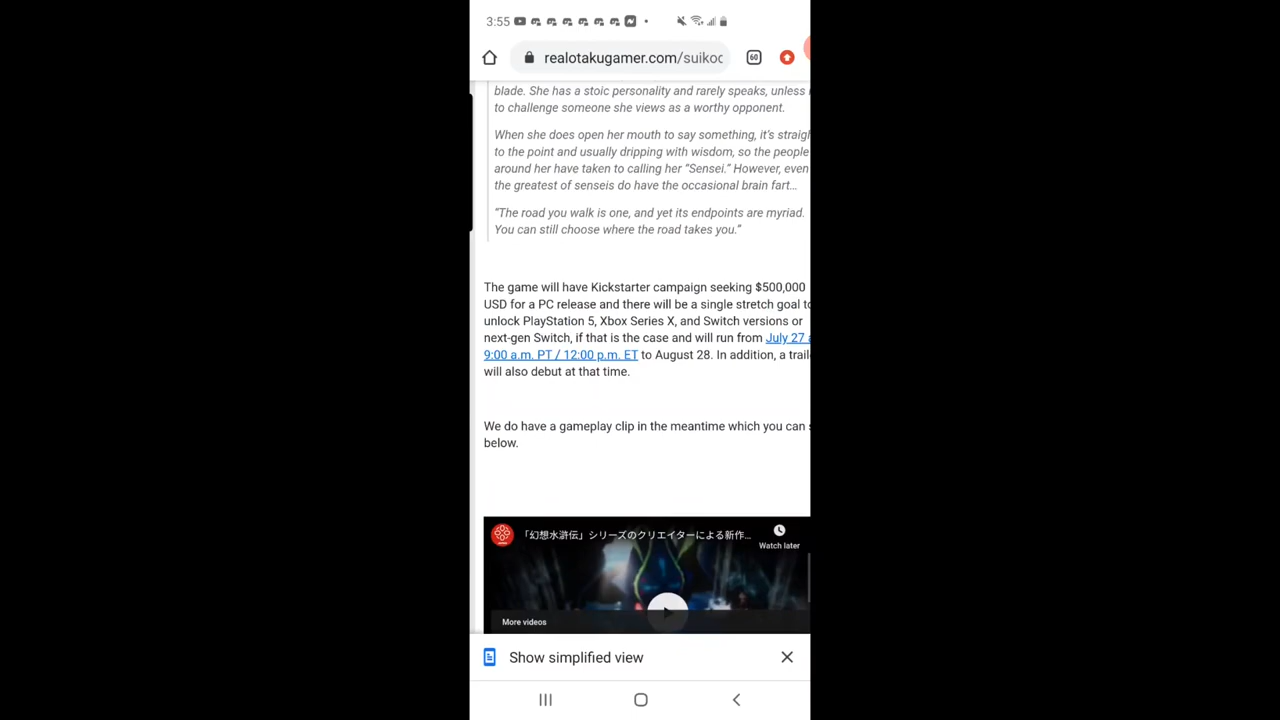 3:55
60
realotakugamer.com/suikoc
blade. She has a stoic personality and rarely speaks, unless
to challenge someone she views as a worthy opponent.
When she does open her mouth to say something, it's straigh
to the point and usually dripping with wisdom, so the people
around her have taken to calling her "Sensei." However, even
the greatest of senseis do have the occasional brain fart...
"The road you walk is one, and yet its endpoints are myriad.
You can still choose where the road takes you."
The game will have Kickstarter campaign seeking $500,000
USD for a PC release and there will be a single stretch goal to
unlock PlayStation 5, Xbox Series X, and Switch versions or
next-gen Switch, if that is the case and will run from July 27 a
9:00 a.m. PT / 12:00 p.m. ET to August 28. In addition, a trail
will also debut at that time.
We do have a gameplay clip in the meantime which you can s
below.
「幻想水滸伝」シリーズのクリエイターによる新作...
Watch later
More videos
Show simplified view